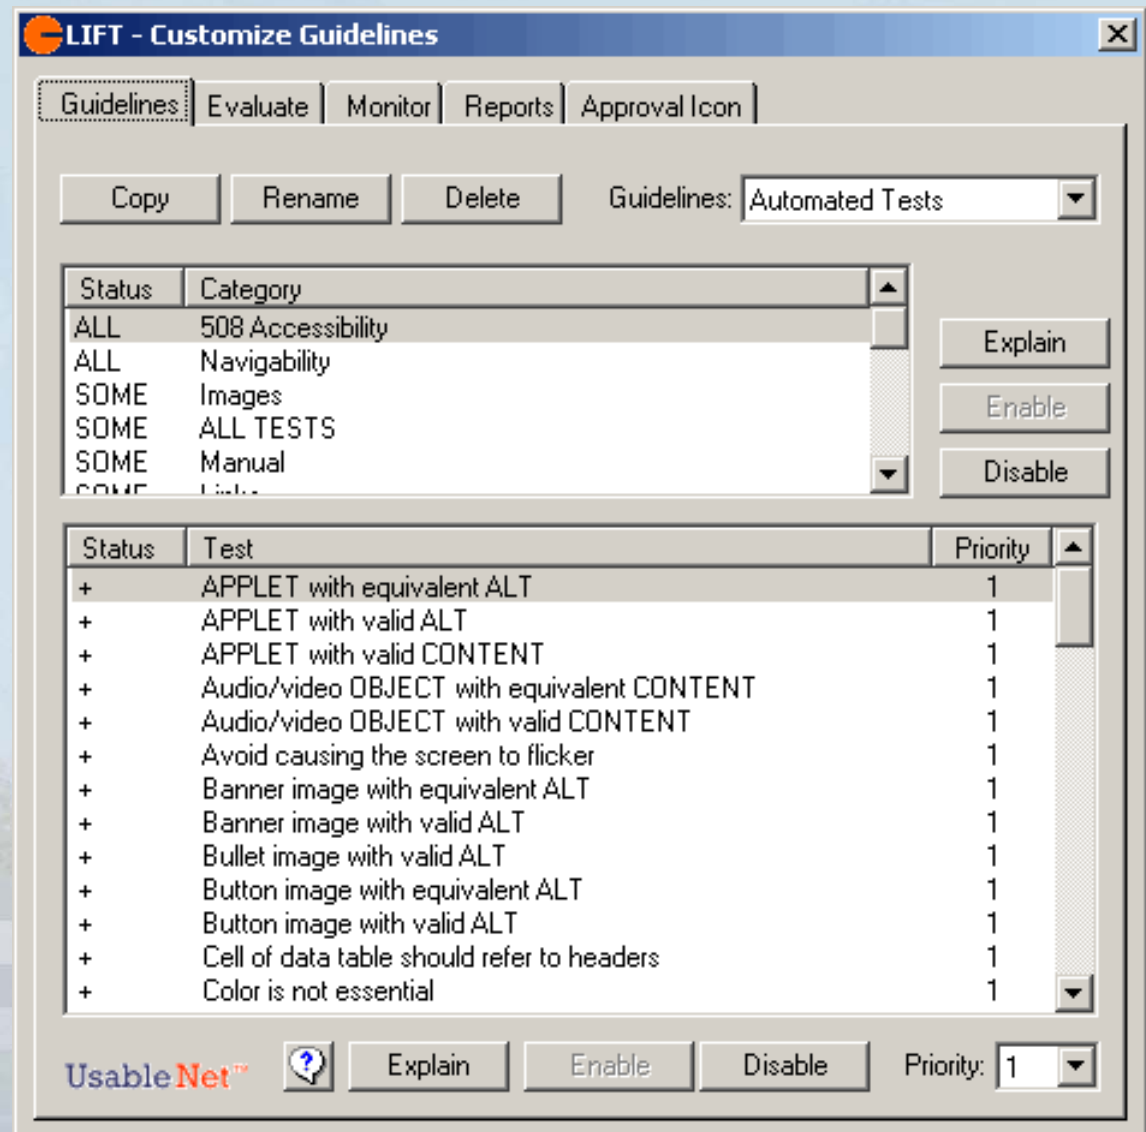 LIFT - Customize Guidelines
Guidelines Evaluate Monitor Reports Approval Icon
Copy Rename Delete Guidelines: Automated Tests
Status Category
ALL 508 Accessibility
ALL Navigability
SOME Images
SOME ALL TESTS
SOME Manual
SOME Links
Explain
Enable
Disable
Status Test Priority
+ APPLET with equivalent ALT 1
+ APPLET with valid ALT 1
+ APPLET with valid CONTENT 1
+ Audio/video OBJECT with equivalent CONTENT 1
+ Audio/video OBJECT with valid CONTENT 1
+ Avoid causing the screen to flicker 1
+ Banner image with equivalent ALT 1
+ Banner image with valid ALT 1
+ Bullet image with valid ALT 1
+ Button image with equivalent ALT 1
+ Button image with valid ALT 1
+ Cell of data table should refer to headers 1
+ Color is not essential 1
UsableNet™ ? Explain Enable Disable Priority: 1